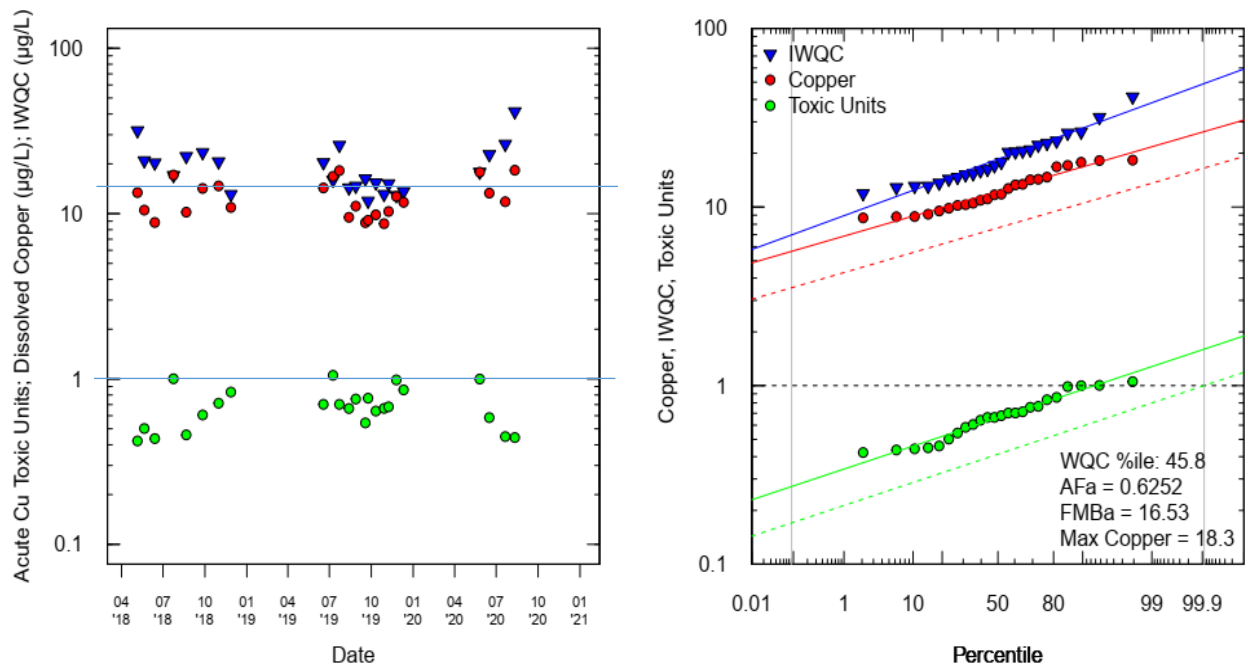 Acute Cu Toxic Units; Dissolved Copper (µg/L); IWQC (µg/L)
100
10
1
0.1
04 07 10 01 04 07 10 01 04 07 10 01
'18 '18 '18 '19 '19 '19 '19 '20 '20 '20 '20 '21
Date
Copper, IWQC, Toxic Units
100
10
1
0.1
IWQC
Copper
Toxic Units
WQC %ile: 45.8
AFa = 0.6252
FMBa = 16.53
Max Copper = 18.3
0.01 1 10 50 80 99 99.9
Percentile